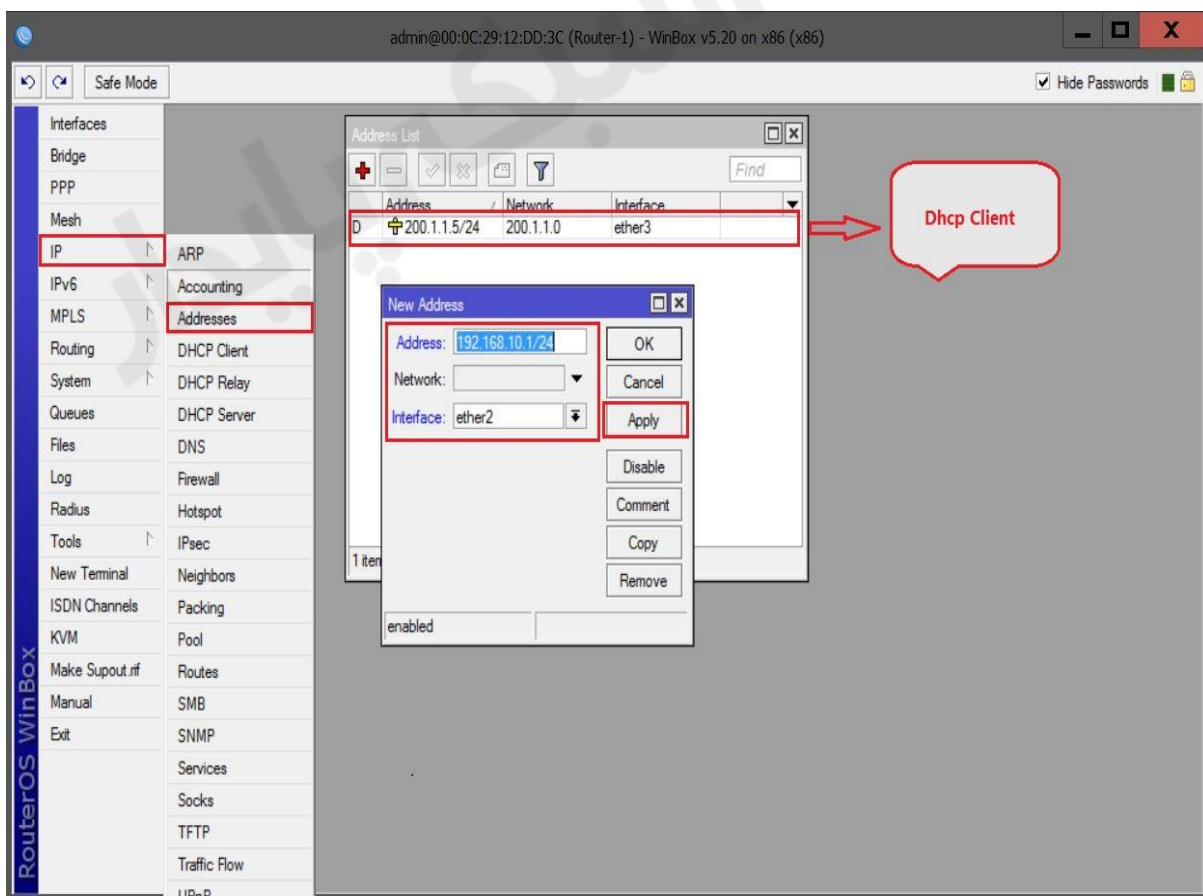 admin@00:0C:29:12:DD:3C (Router-1) - WinBox v5.20 on x86 (x86)
Safe Mode
Hide Passwords
Interfaces
Bridge
PPP
Mesh
IP
IPv6
MPLS
Routing
System
Queues
Files
Log
Radius
Tools
New Terminal
ISDN Channels
KVM
Make Supout.rif
Manual
Exit
RouterOS WinBox
ARP
Accounting
Addresses
DHCP Client
DHCP Relay
DHCP Server
DNS
Firewall
Hotspot
IPsec
Neighbors
Packing
Pool
Routes
SMB
SNMP
Services
Socks
TFTP
Traffic Flow
UPnP
Address List
Find
Address / Network Interface
D 200.1.1.5/24 200.1.1.0 ether3
Dhcp Client
New Address
Address: 192.168.10.1/24
Network:
Interface: ether2
OK
Cancel
Apply
Disable
Comment
Copy
Remove
enabled
1 item